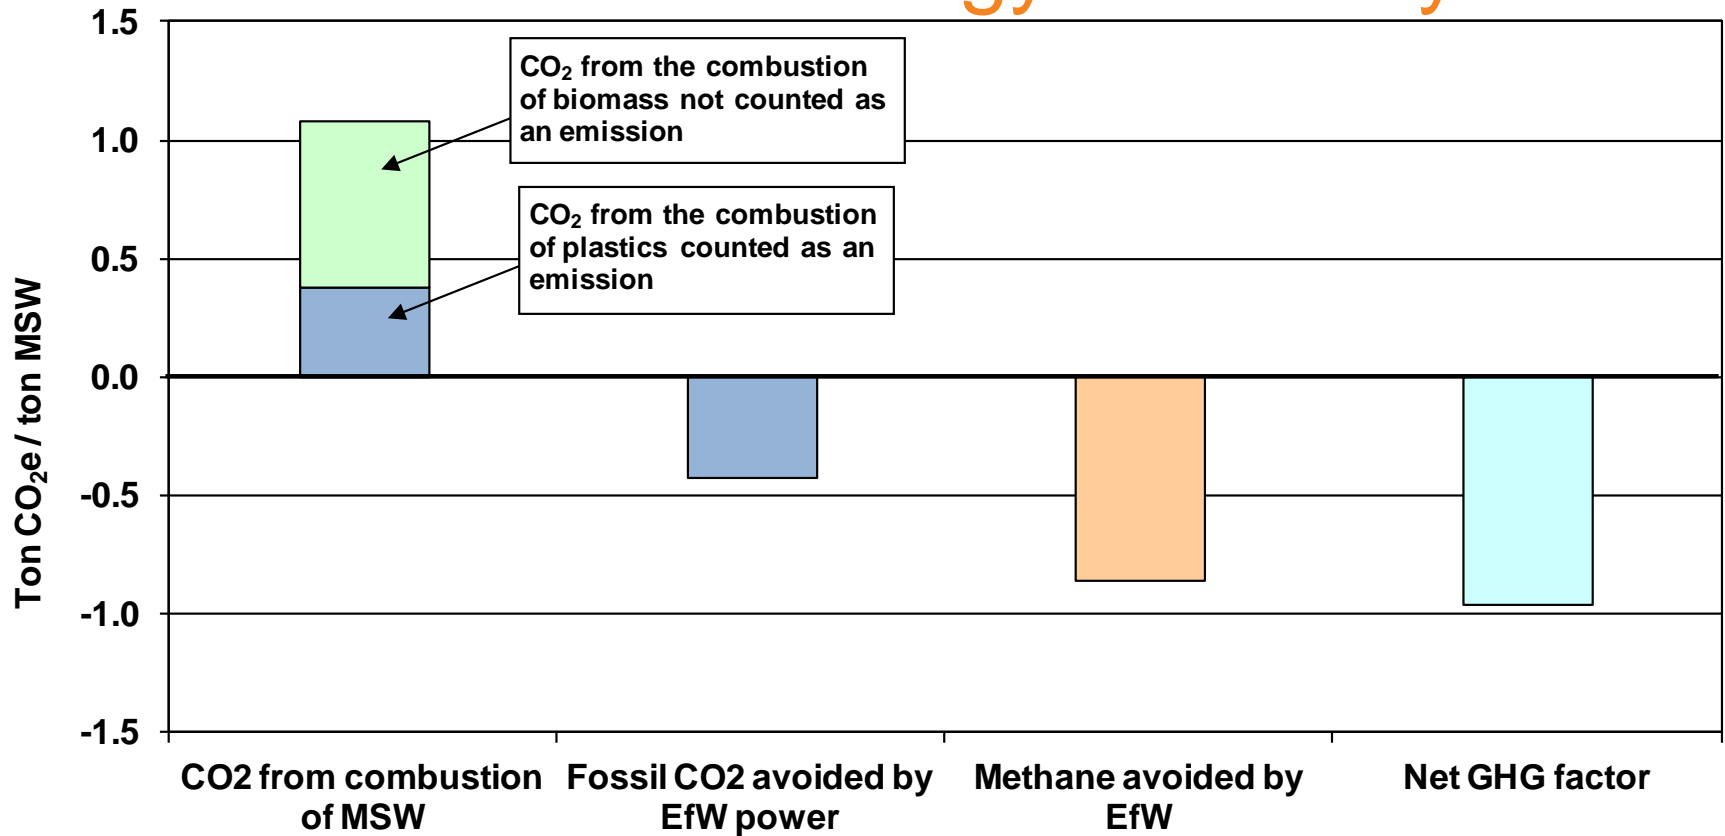 1.5
1.0
0.5
0.0
-0.5
-1.0
-1.5
Ton CO₂e / ton MSW
CO₂ from the combustion
of biomass not counted as
an emission
CO₂ from the combustion
of plastics counted as an
emission
CO2 from combustion
of MSW
Fossil CO2 avoided by
EfW power
Methane avoided by
EfW
Net GHG factor